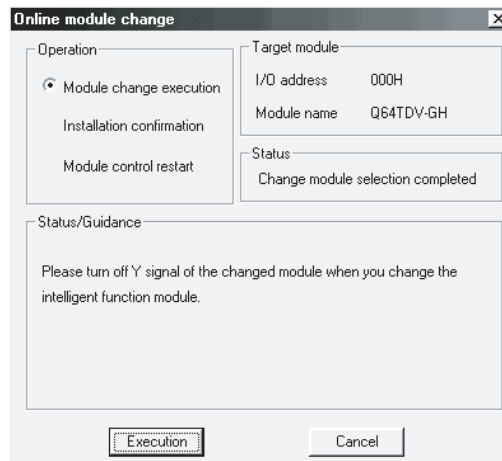 Online module change
Operation
Module change execution
Installation confirmation
Module control restart
Target module
I/O address 000H
Module name Q64TDV-GH
Status
Change module selection completed
Status/Guidance
Please turn off Y signal of the changed module when you change the
intelligent function module.
Execution Cancel